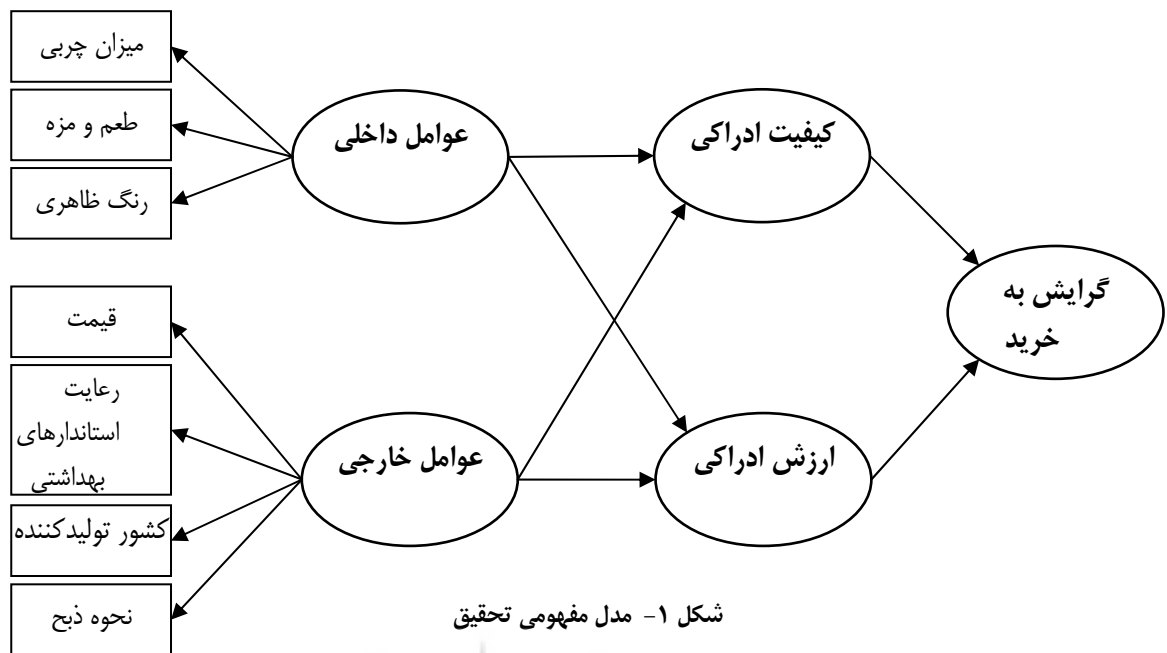 میزان چربی
طعم و مزه
رنگ ظاهری
عوامل داخلی
کیفیت ادراکی
گرایش به
خرید
قیمت
رعایت
استاندارهای
بهداشتی
کشور تولیدکننده
نحوه ذبح
عوامل خارجی
ارزش ادراکی
شکل ۱- مدل مفهومی تحقیق